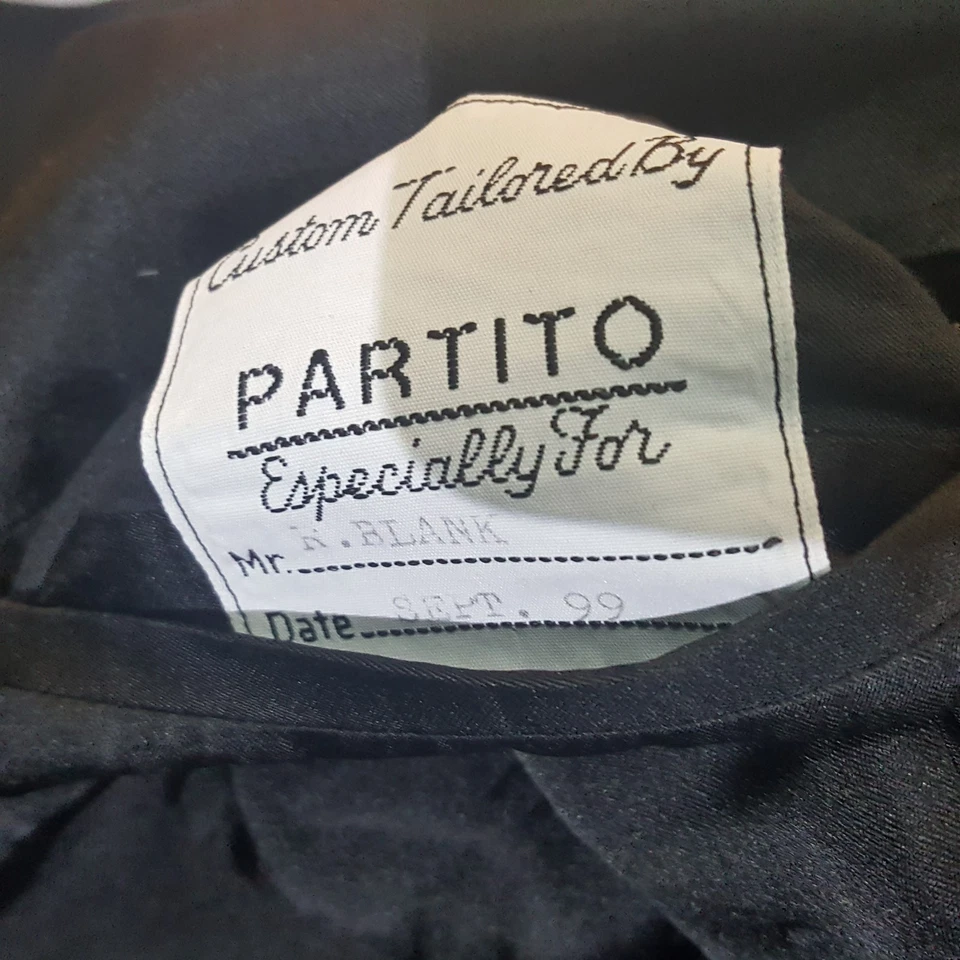 Custom Tailored By
PARTITO
Especially For
Mr. K.BLANK
Date SEPT. 99